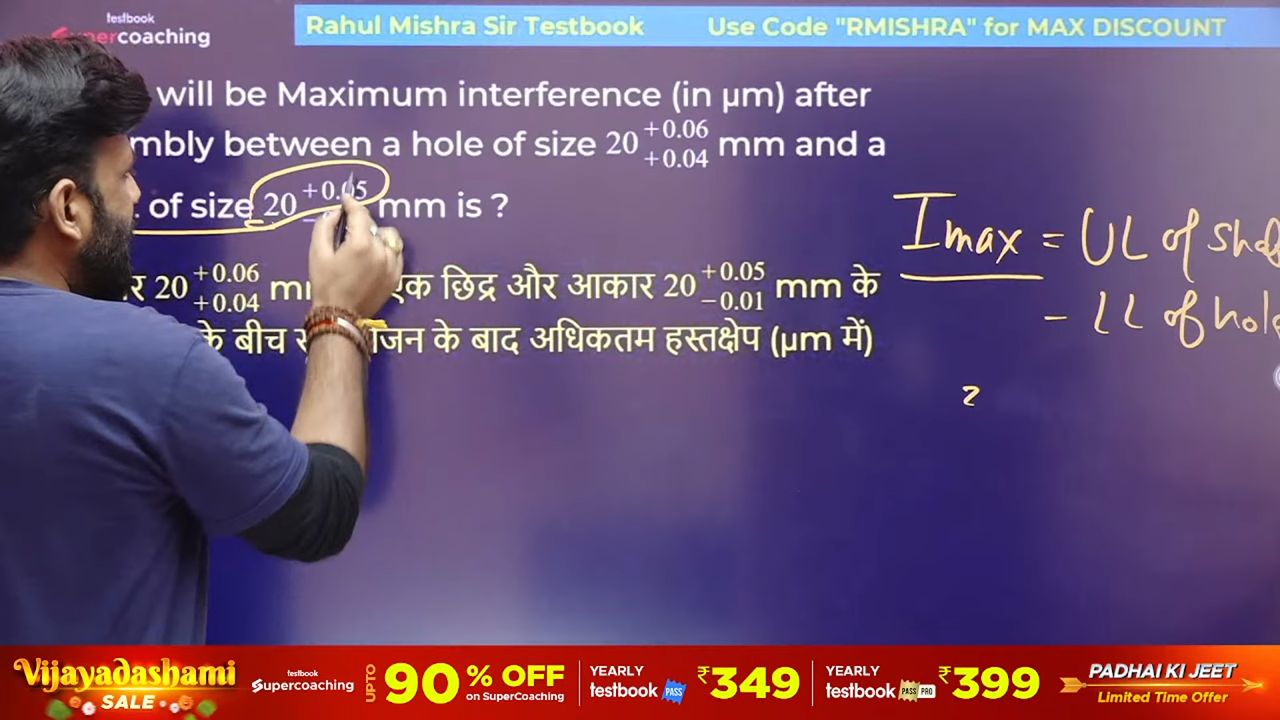 testbook
Supercoaching
Rahul Mishra Sir Testbook
Use Code "RMISHRA" for MAX DISCOUNT
will be Maximum interference (in μm) after
mbly between a hole of size 20 +0.06 +0.04 mm and a
of size 20 +0.05 mm is ?
20 +0.06 +0.04 एक छिद्र और आकार 20 +0.05 −0.01 mm के
के बीच के बाद अधिकतम हस्तक्षेप (μm में)
Imax = UL of
- LL of
2
Vijayadashami
SALE
testbook
Supercoaching
UPTO 90% OFF
on SuperCoaching
YEARLY
testbook PASS
₹349
YEARLY
testbook PASS PRO
₹399
PADHAI KI JEET
Limited Time Offer